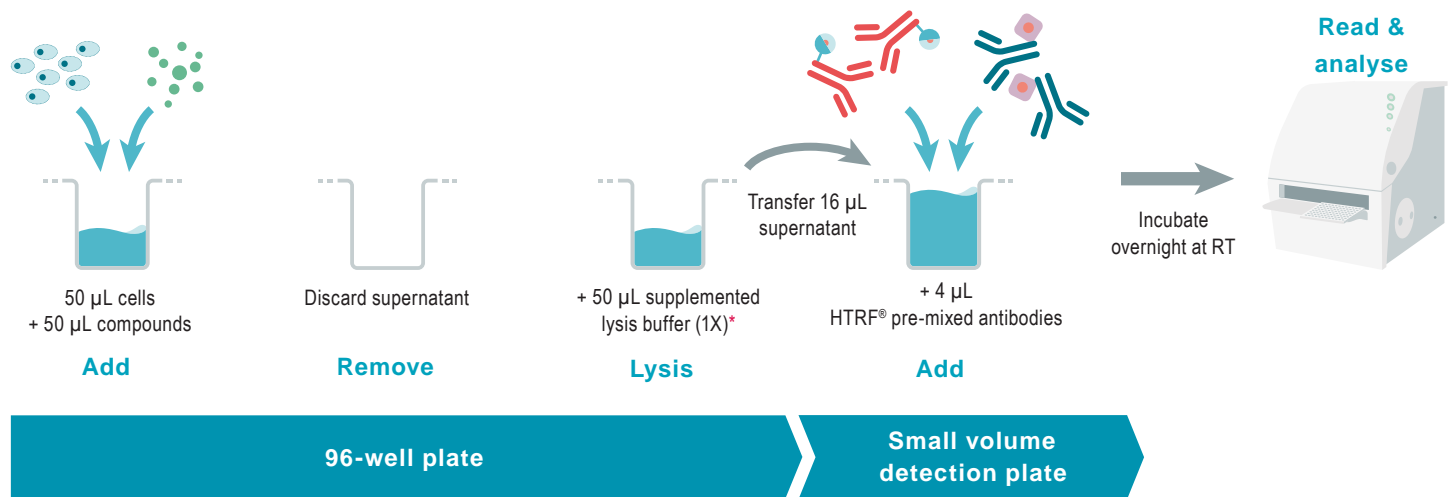 50 µL cells
+ 50 µL compounds
Add
Discard supernatant
Remove
+ 50 µL supplemented
lysis buffer (1X)*
Lysis
Transfer 16 µL
supernatant
+ 4 µL
HTRF® pre-mixed antibodies
Add
Incubate
overnight at RT
Read &
analyse
96-well plate
Small volume
detection plate